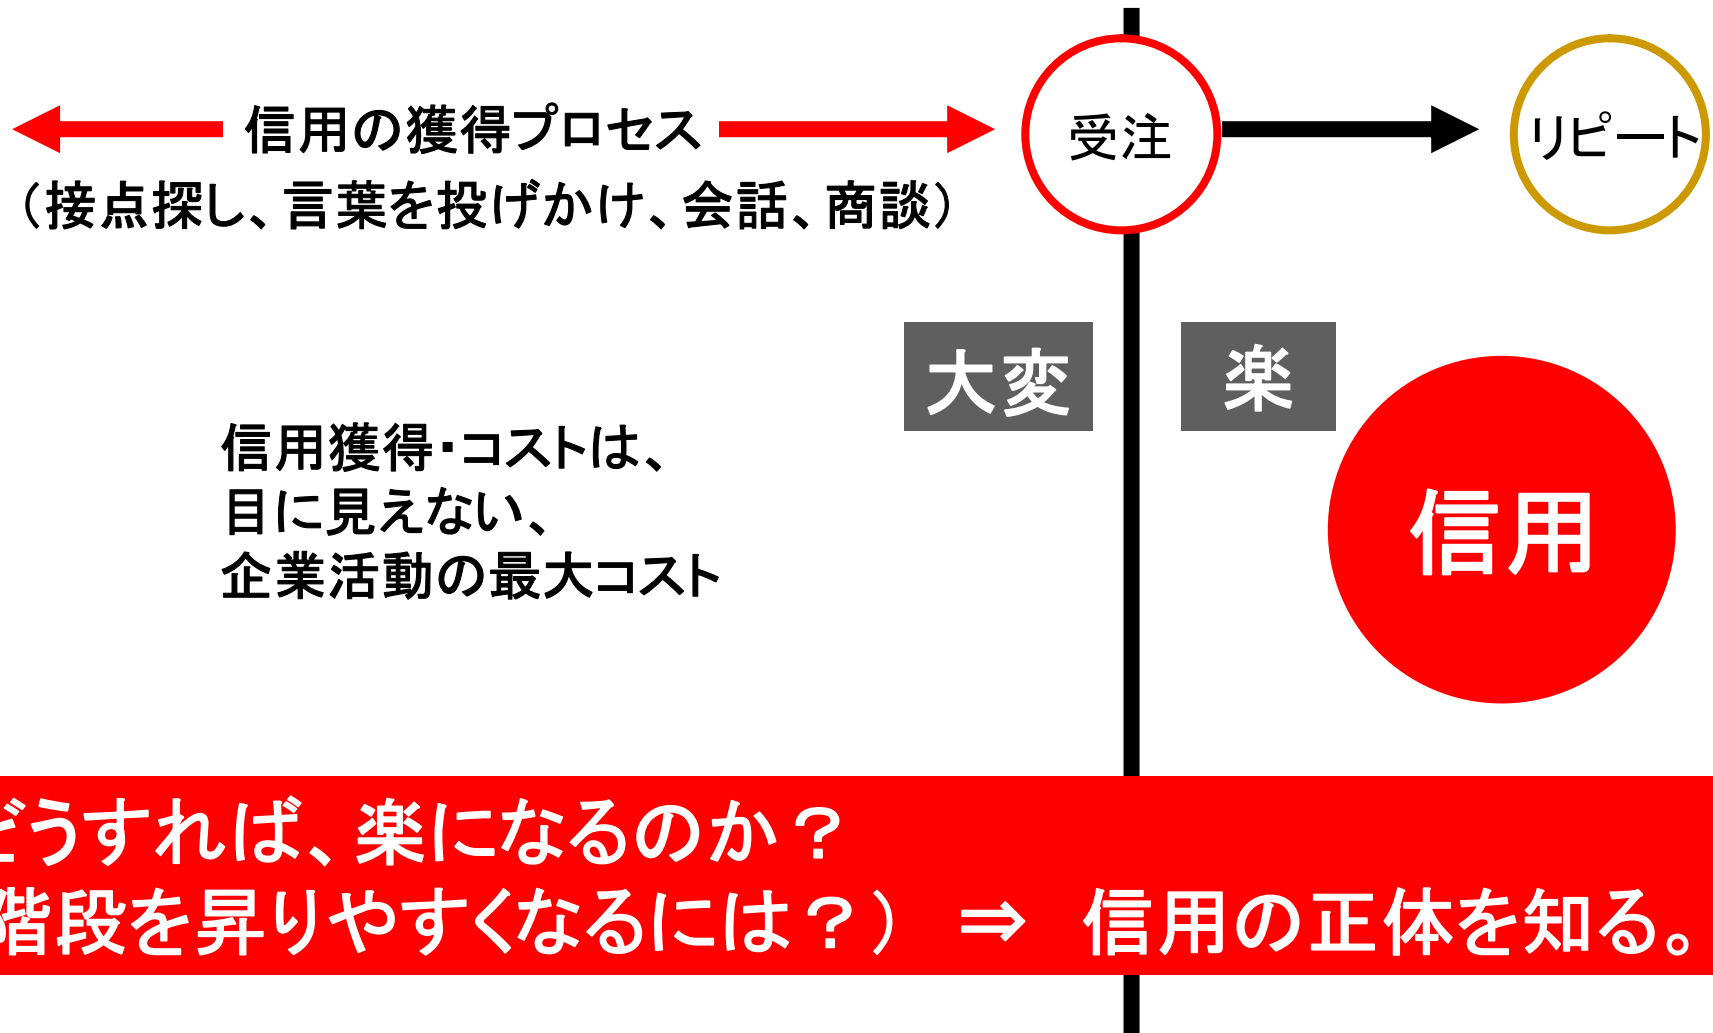 信用の獲得プロセス
（接点探し、言葉を投げかけ、会話、商談）
受注
リピート
大変
楽
信用獲得・コストは、
目に見えない、
企業活動の最大コスト
信用
どうすれば、楽になるのか？
階段を昇りやすくなるには？） ⇒ 信用の正体を知る。